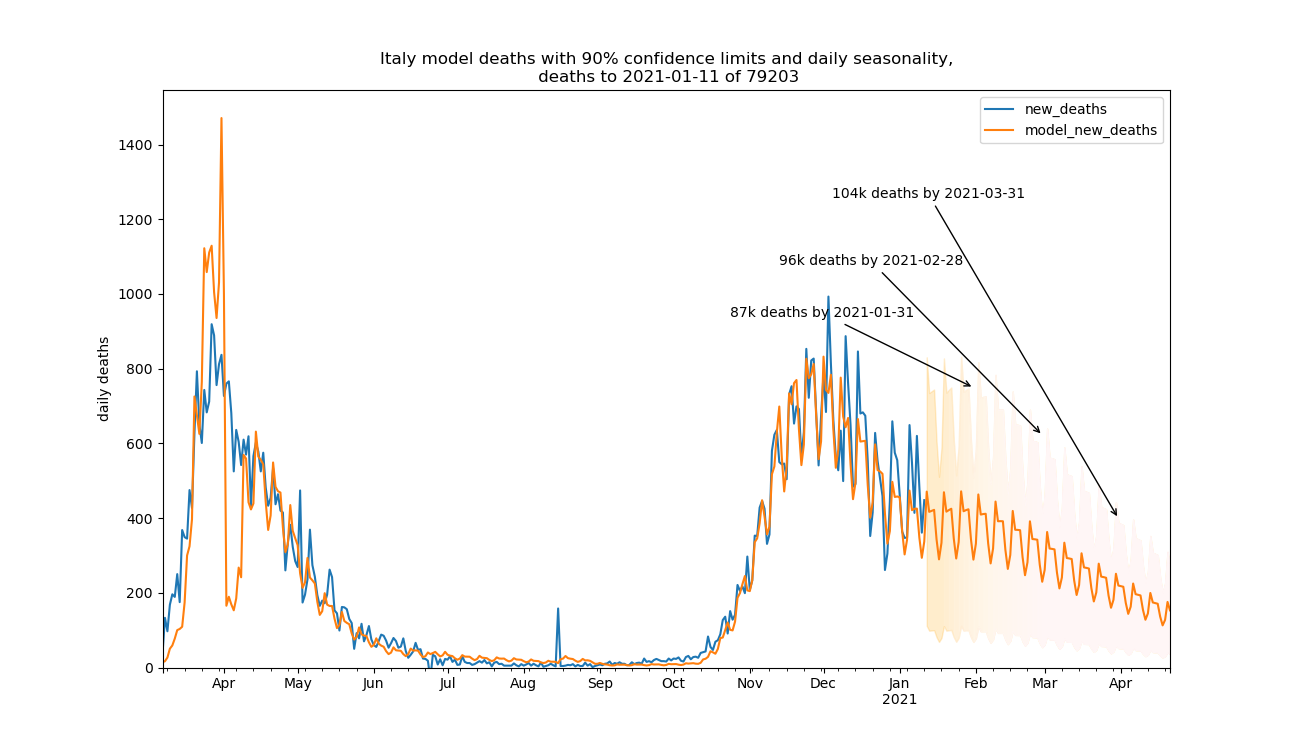 Italy model deaths with 90% confidence limits and daily seasonality,
deaths to 2021-01-11 of 79203
new_deaths
model_new_deaths
104k deaths by 2021-03-31
96k deaths by 2021-02-28
87k deaths by 2021-01-31
daily deaths
1400
1200
1000
800
600
400
200
0
Apr May Jun Jul Aug Sep Oct Nov Dec Jan Feb Mar Apr
2021